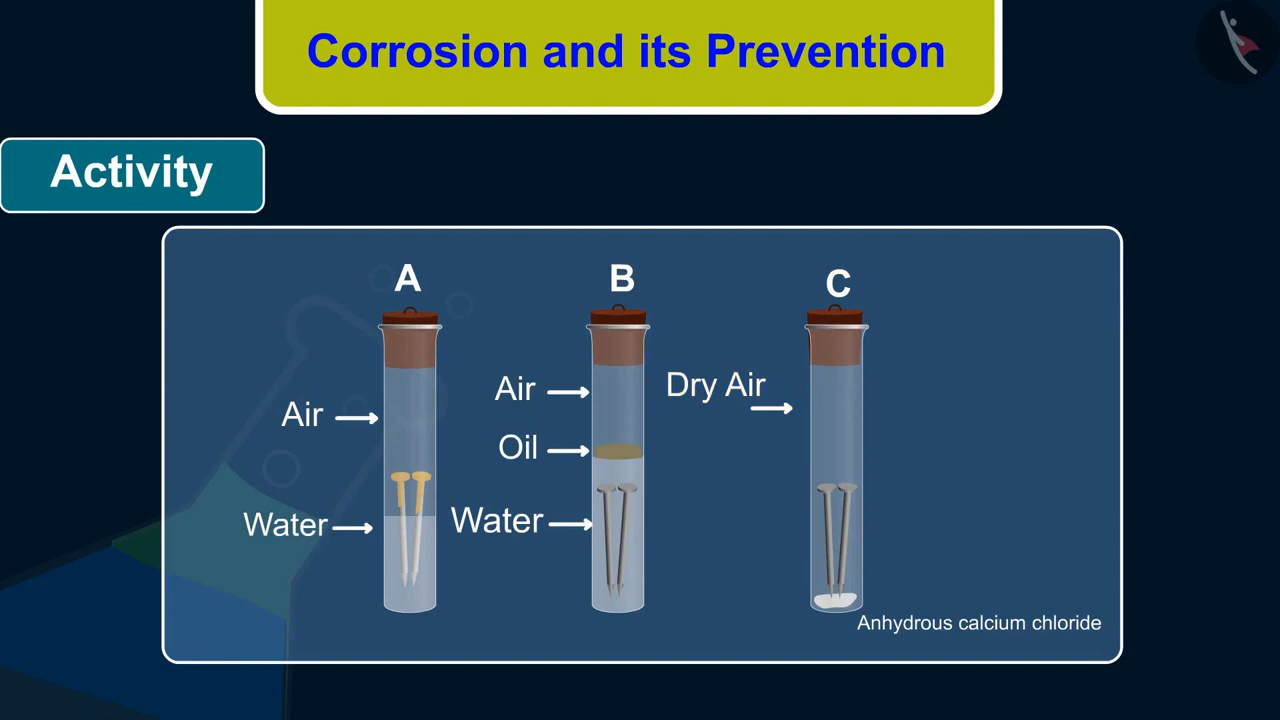 Corrosion and its Prevention
Activity
A
B
C
Air
Water
Air
Oil
Water
Dry Air
Anhydrous calcium chloride